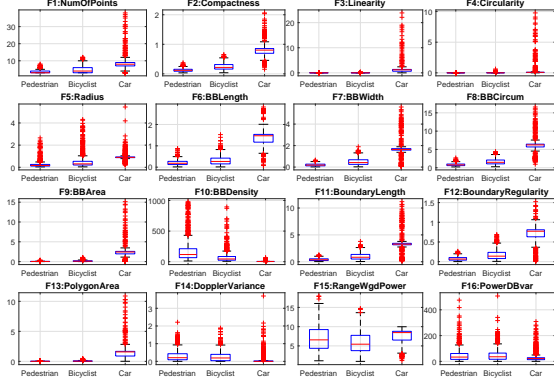 F1:NumOfPoints F2:Compactness F3:Linearity F4:Circularity
30 2 20 10
20 10
10 1 5
0 0 0 0
Pedestrian Bicyclist Car Pedestrian Bicyclist Car Pedestrian Bicyclist Car Pedestrian Bicyclist Car
F5:Radius F6:BBLength F7:BBWidth F8:BBCircum
4 2 4 15
10
2 1 2 5
0 0 0 0
Pedestrian Bicyclist Car Pedestrian Bicyclist Car Pedestrian Bicyclist Car Pedestrian Bicyclist Car
F9:BBArea F10:BBDensity F11:BoundaryLength F12:BoundaryRegularity
15 1000 10 1.5
10 500 5 1
5 0.5
0 0 0 0
Pedestrian Bicyclist Car Pedestrian Bicyclist Car Pedestrian Bicyclist Car Pedestrian Bicyclist Car
F13:PolygonArea F14:DopplerVariance F15:RangeWgdPower F16:PowerDBvar
10 3 15 400
5 2 10 200
1 5
0 0 0 0
Pedestrian Bicyclist Car Pedestrian Bicyclist Car Pedestrian Bicyclist Car Pedestrian Bicyclist Car